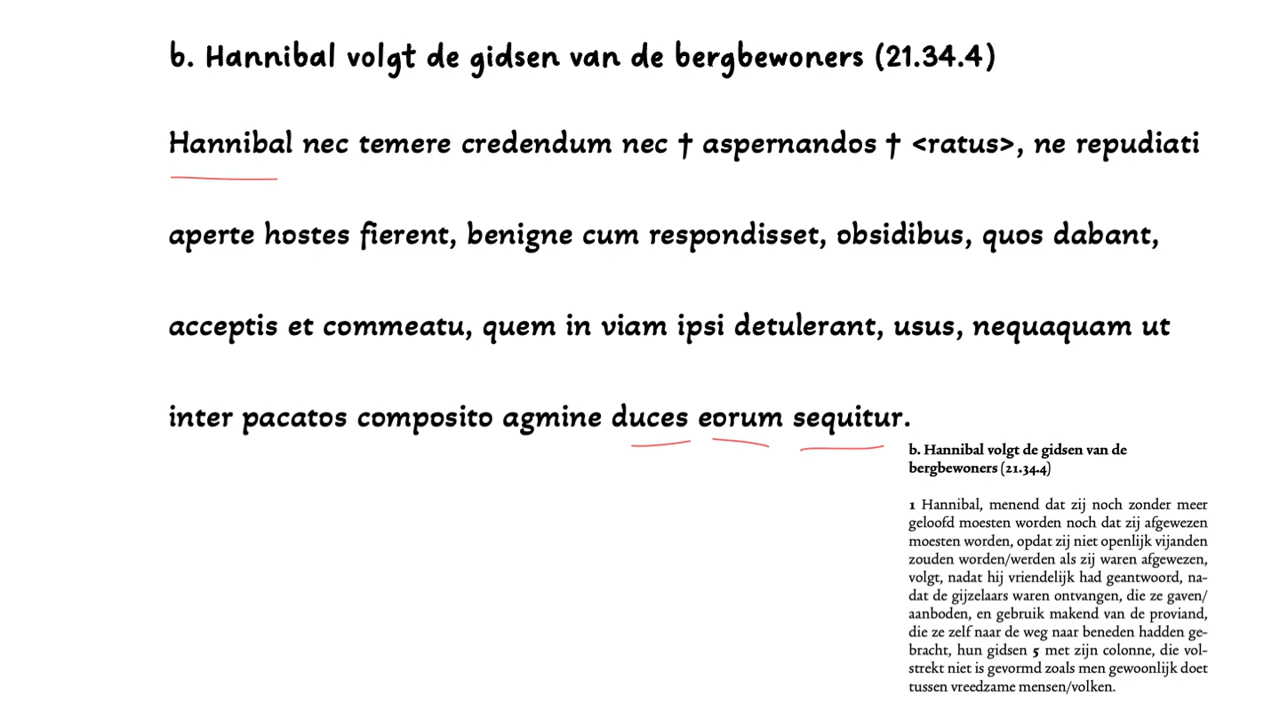 b. Hannibal volgt de gidsen van de bergbewoners (21.34.4)
Hannibal nec temere credendum nec † aspernandos † <ratus>, ne repudiati
aperte hostes fierent, benigne cum respondisset, obsidibus, quos dabant,
acceptis et commeatu, quem in viam ipsi detulerant, usus, nequaquam ut
inter pacatos composito agmine duces eorum sequitur.
b. Hannibal volgt de gidsen van de
bergbewoners (21.34.4)
1 Hannibal, menend dat zij noch zonder meer
geloofd moesten worden noch dat zij afgewezen
moesten worden, opdat zij niet openlijk vijanden
zouden worden/werden als zij waren afgewezen,
volgt, nadat hij vriendelijk had geantwoord, na-
dat de gijzelaars waren ontvangen, die ze gaven/
aanboden, en gebruik makend van de proviand,
die ze zelf naar de weg naar beneden hadden ge-
bracht, hun gidsen 5 met zijn colonne, die vol-
strekt niet is gevormd zoals men gewoonlijk doet
tussen vreedzame mensen/volken.